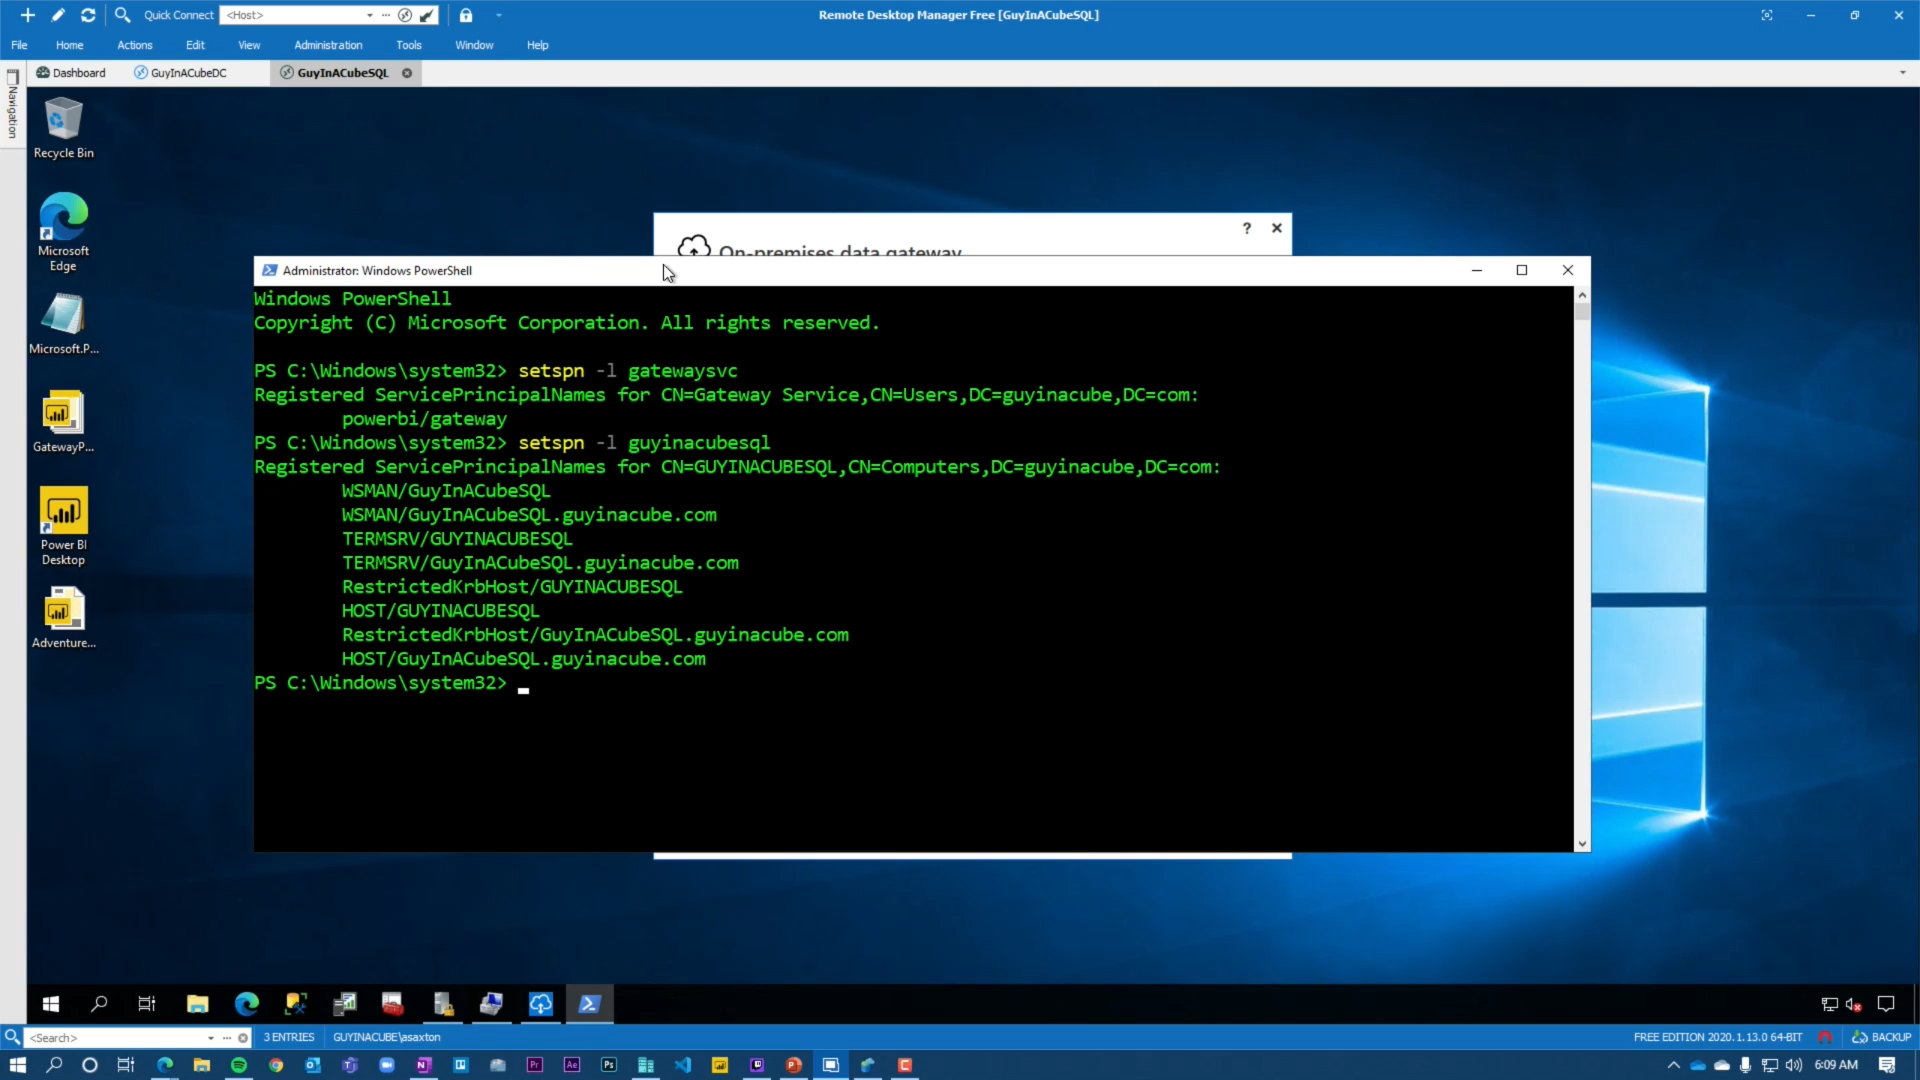 Quick Connect <Host>
Remote Desktop Manager Free [GuyInACubeSQL]
File Home Actions Edit View Administration Tools Window Help
Navigation
Dashboard GuyInACubeDC GuyInACubeSQL
Recycle Bin
Microsoft
Edge
Microsoft.P...
GatewayP...
Power BI
Desktop
Adventure...
On-premises data gateway
Administrator: Windows PowerShell
Windows PowerShell
Copyright (C) Microsoft Corporation. All rights reserved.
PS C:\Windows\system32> setspn -l gatewaysvc
Registered ServicePrincipalNames for CN=Gateway Service,CN=Users,DC=guyinacube,DC=com:
powerbi/gateway
PS C:\Windows\system32> setspn -l guyinacubesql
Registered ServicePrincipalNames for CN=GUYINACUBESQL,CN=Computers,DC=guyinacube,DC=com:
WSMAN/GuyInACubeSQL
WSMAN/GuyInACubeSQL.guyinacube.com
TERMSRV/GUYINACUBESQL
TERMSRV/GuyInACubeSQL.guyinacube.com
RestrictedKrbHost/GUYINACUBESQL
HOST/GUYINACUBESQL
RestrictedKrbHost/GuyInACubeSQL.guyinacube.com
HOST/GuyInACubeSQL.guyinacube.com
PS C:\Windows\system32>
<Search> 3 ENTRIES GUYINACUBE\asaxton
FREE EDITION 2020.1.13.0 64-BIT BACKUP
6:09 AM